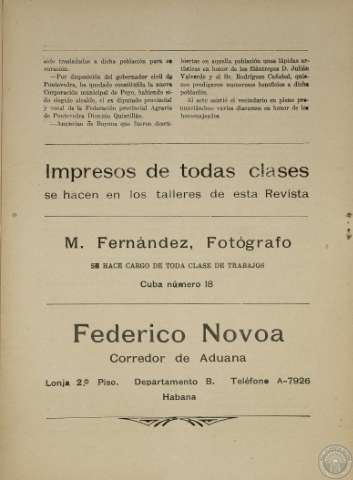 sido trasladados a dicha población para su
curación.
—Por disposición del gobernador civil de
Pontevedra, ha quedado constituida la nueva
Corporación municipal de Poyo, habiendo si-
do elegido alcalde, el ex diputado provincial
y vocal de la Federación provincial Agraria
de Pontevedra Dionisio Quintillán.
—Anuncian de Bayona que fueron descu-
biertas en aquella población unas lápidas ar-
tísticas en honor de los filántropos D. Julián
Valverde y el Sr. Rodríguez Cañabal, quie-
nes prodigaron numerosos beneficios a dicha
población.
Al acto asistió el vecindario en pleno pro-
nunciándose varios discursos en honor de los
homenajeados.
Impresos de todas clases
se hacen en los talleres de esta Revista
M. Fernández, Fotógrafo
SE HACE CARGO DE TODA CLASE DE TRABAJOS
Cuba número 18
Federico Novoa
Corredor de Aduana
Lonja 2.º Piso. Departamento B. Teléfono A-7926
Habana